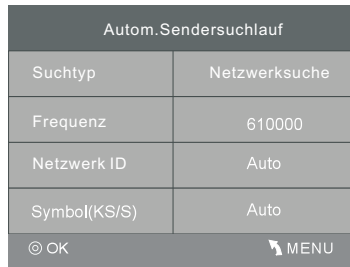 Autom.Sendersuchlauf
Suchtyp Netzwerksuche
Frequenz 610000
Netzwerk ID Auto
Symbol(KS/S) Auto
OK MENU